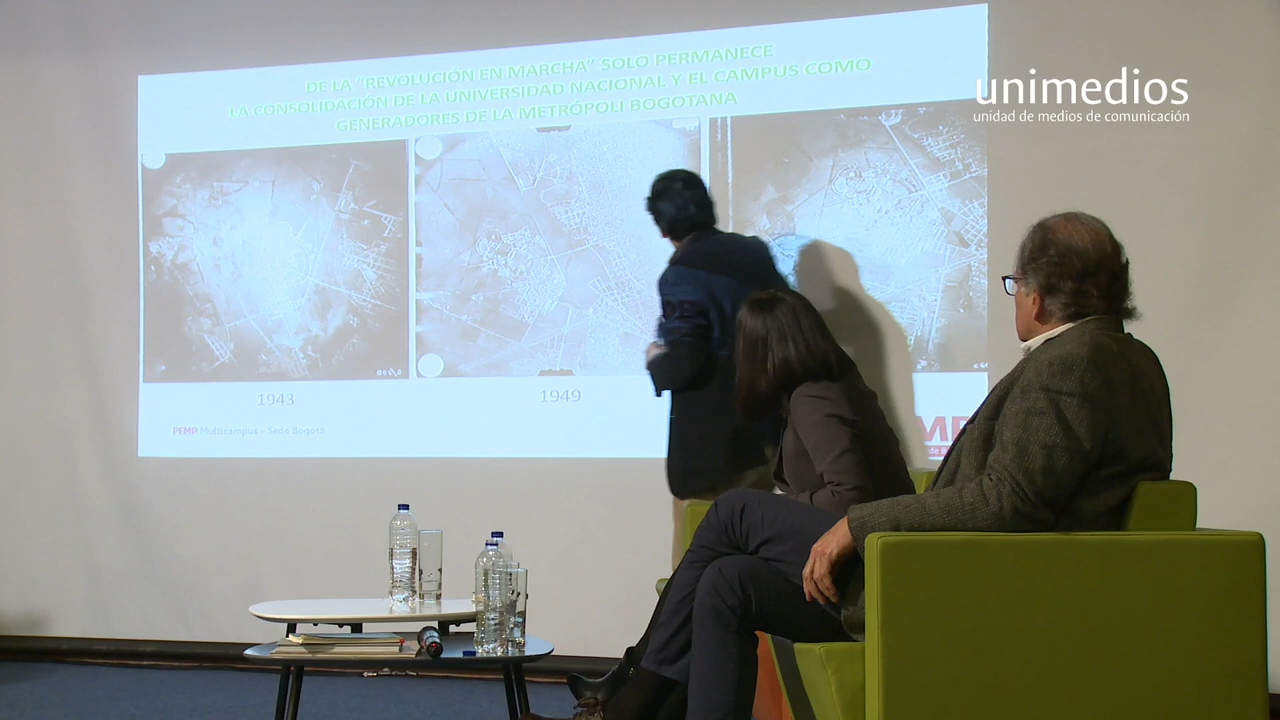 DE LA "REVOLUCIÓN EN MARCHA" SOLO PERMANECE
LA CONSOLIDACIÓN DE LA UNIVERSIDAD NACIONAL Y EL CAMPUS COMO
GENERADORES DE LA METRÓPOLI BOGOTANA
unimedios
unidad de medios de comunicación
1943
1949
PEMP Multicampus - Sede Bogotá